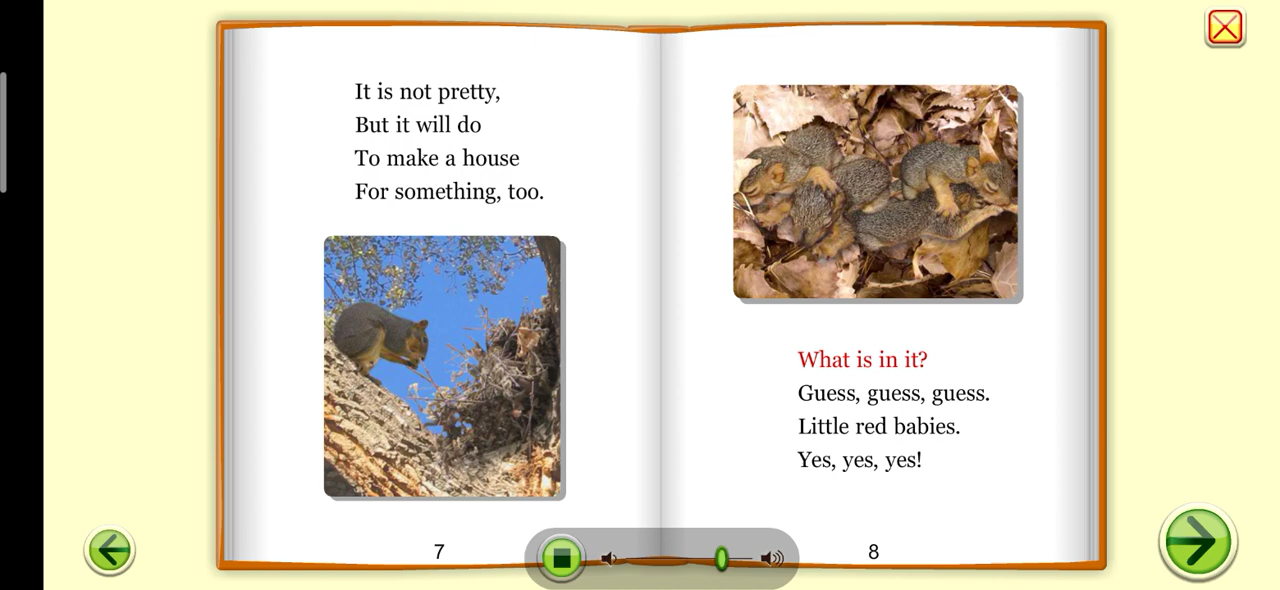 It is not pretty,
But it will do
To make a house
For something, too.
7
What is in it?
Guess, guess, guess.
Little red babies.
Yes, yes, yes!
8